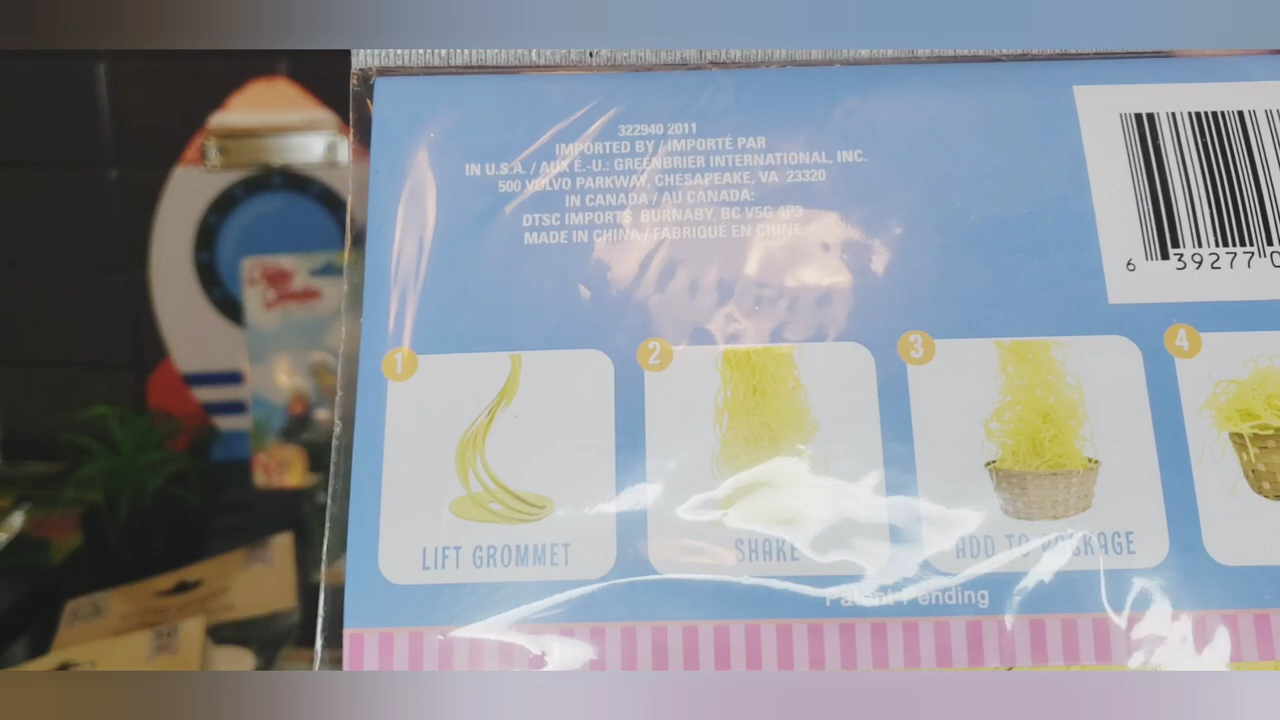 322940 2011
IMPORTED BY / IMPORTÉ PAR
IN U.S.A. / AUX É.-U.: GREENBRIER INTERNATIONAL, INC.
500 VOLVO PARKWAY, CHESAPEAKE, VA 23320
IN CANADA / AU CANADA:
DTSC IMPORTS BURNABY, BC V5G 4P3
MADE IN CHINA / FABRIQUÉ EN CHINE
6 39277 0
1
2
3
4
LIFT GROMMET
SHAKE
ADD TO PACKAGE
Patent Pending